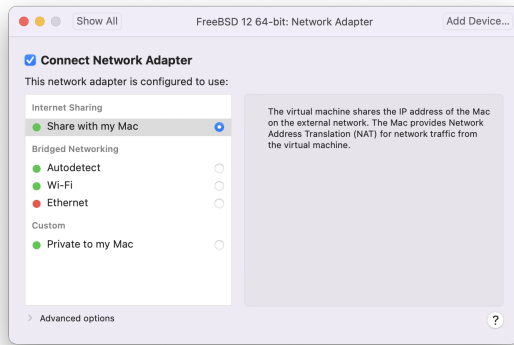 Show All
FreeBSD 12 64-bit: Network Adapter
Add Device...
Connect Network Adapter
This network adapter is configured to use:
Internet Sharing
Share with my Mac
Bridged Networking
Autodetect
Wi-Fi
Ethernet
Custom
Private to my Mac
The virtual machine shares the IP address of the Mac
on the external network. The Mac provides Network
Address Translation (NAT) for network traffic from
the virtual machine.
Advanced options
?